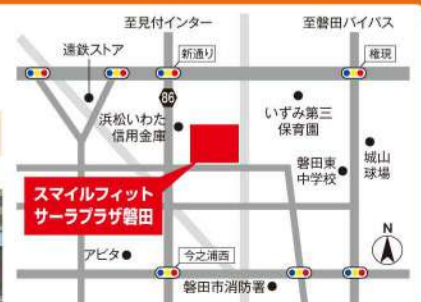 至見付インター
至磐田バイパス
遠鉄ストア
新通り
権現
86
浜松いわた
信用金庫
いずみ第三
保育園
磐田東
中学校
城山
球場
スマイルフィット
サーラプラザ磐田
アピタ
今之浦西
磐田市消防署
N